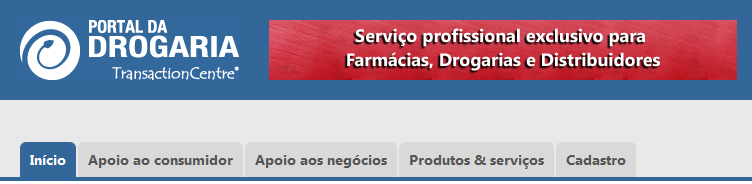 PORTAL DA
DROGARIA
TransactionCentre®
Serviço profissional exclusivo para
Farmácias, Drogarias e Distribuidores
Início
Apoio ao consumidor
Apoio aos negócios
Produtos & serviços
Cadastro